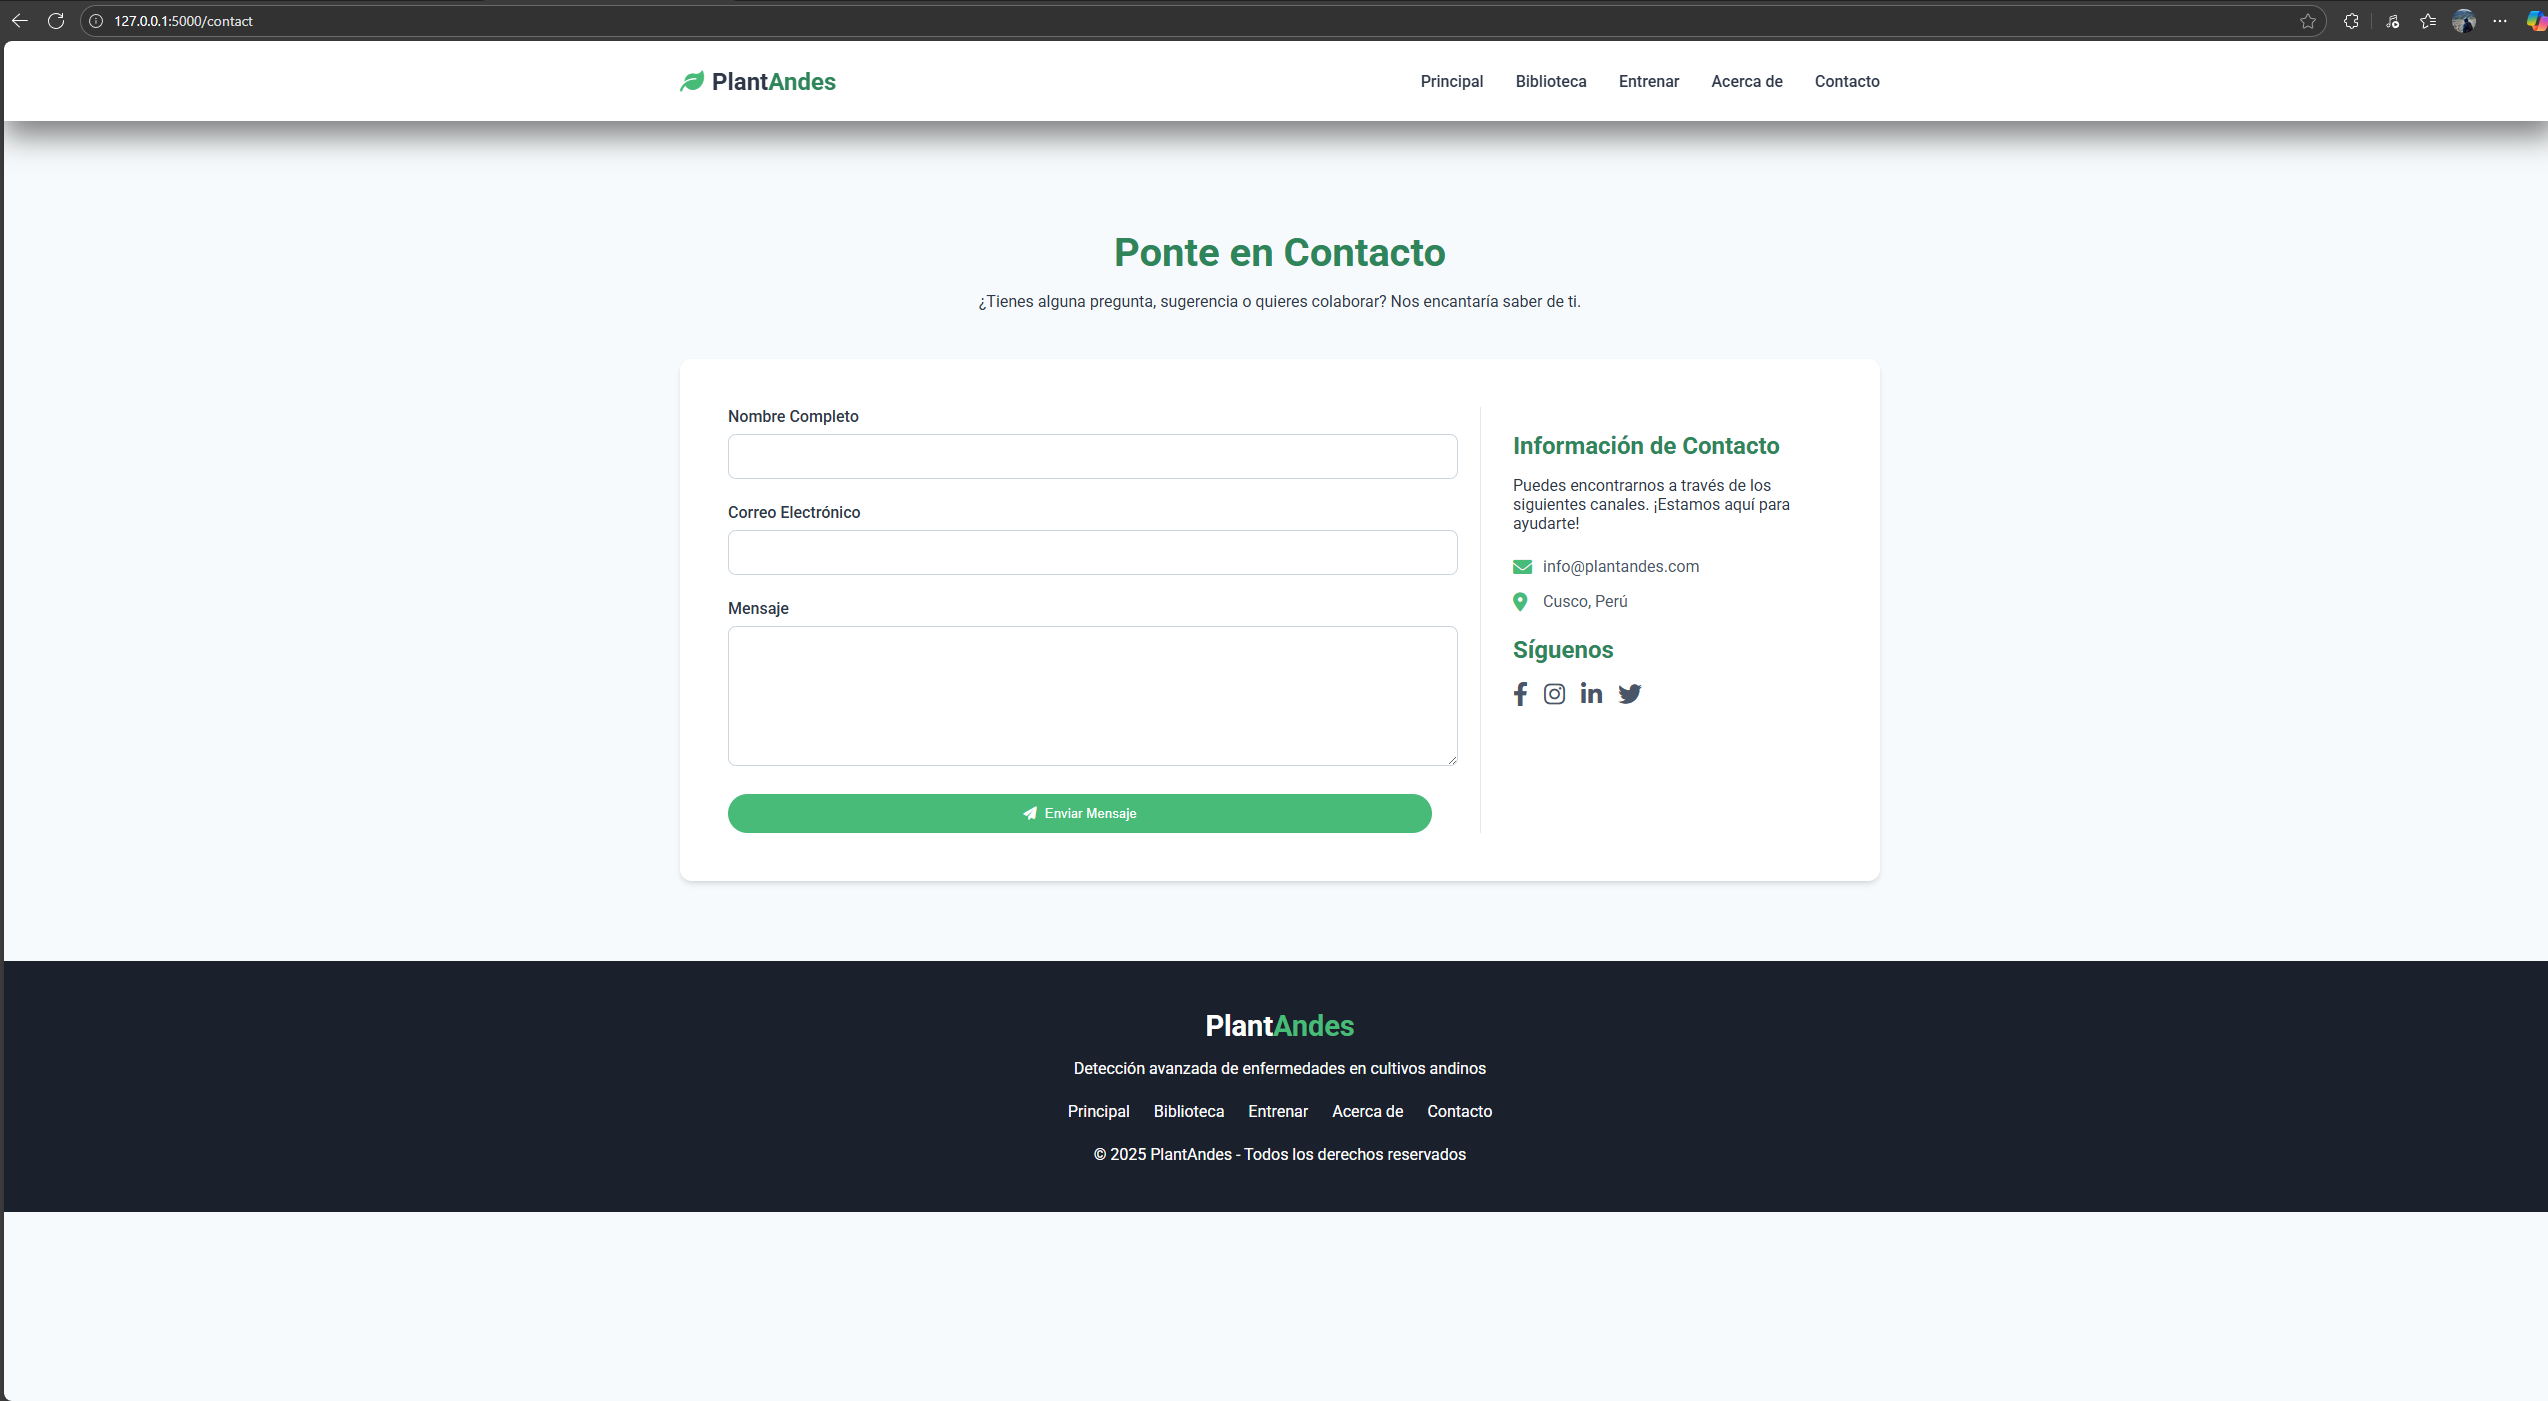 127.0.0.1:5000/contact
PlantAndes
Principal Biblioteca Entrenar Acerca de Contacto
Ponte en Contacto
¿Tienes alguna pregunta, sugerencia o quieres colaborar? Nos encantaría saber de ti.
Nombre Completo
Correo Electrónico
Mensaje
Enviar Mensaje
Información de Contacto
Puedes encontrarnos a través de los
siguientes canales. ¡Estamos aquí para
ayudarte!
info@plantandes.com
Cusco, Perú
Síguenos
PlantAndes
Detección avanzada de enfermedades en cultivos andinos
Principal Biblioteca Entrenar Acerca de Contacto
© 2025 PlantAndes - Todos los derechos reservados